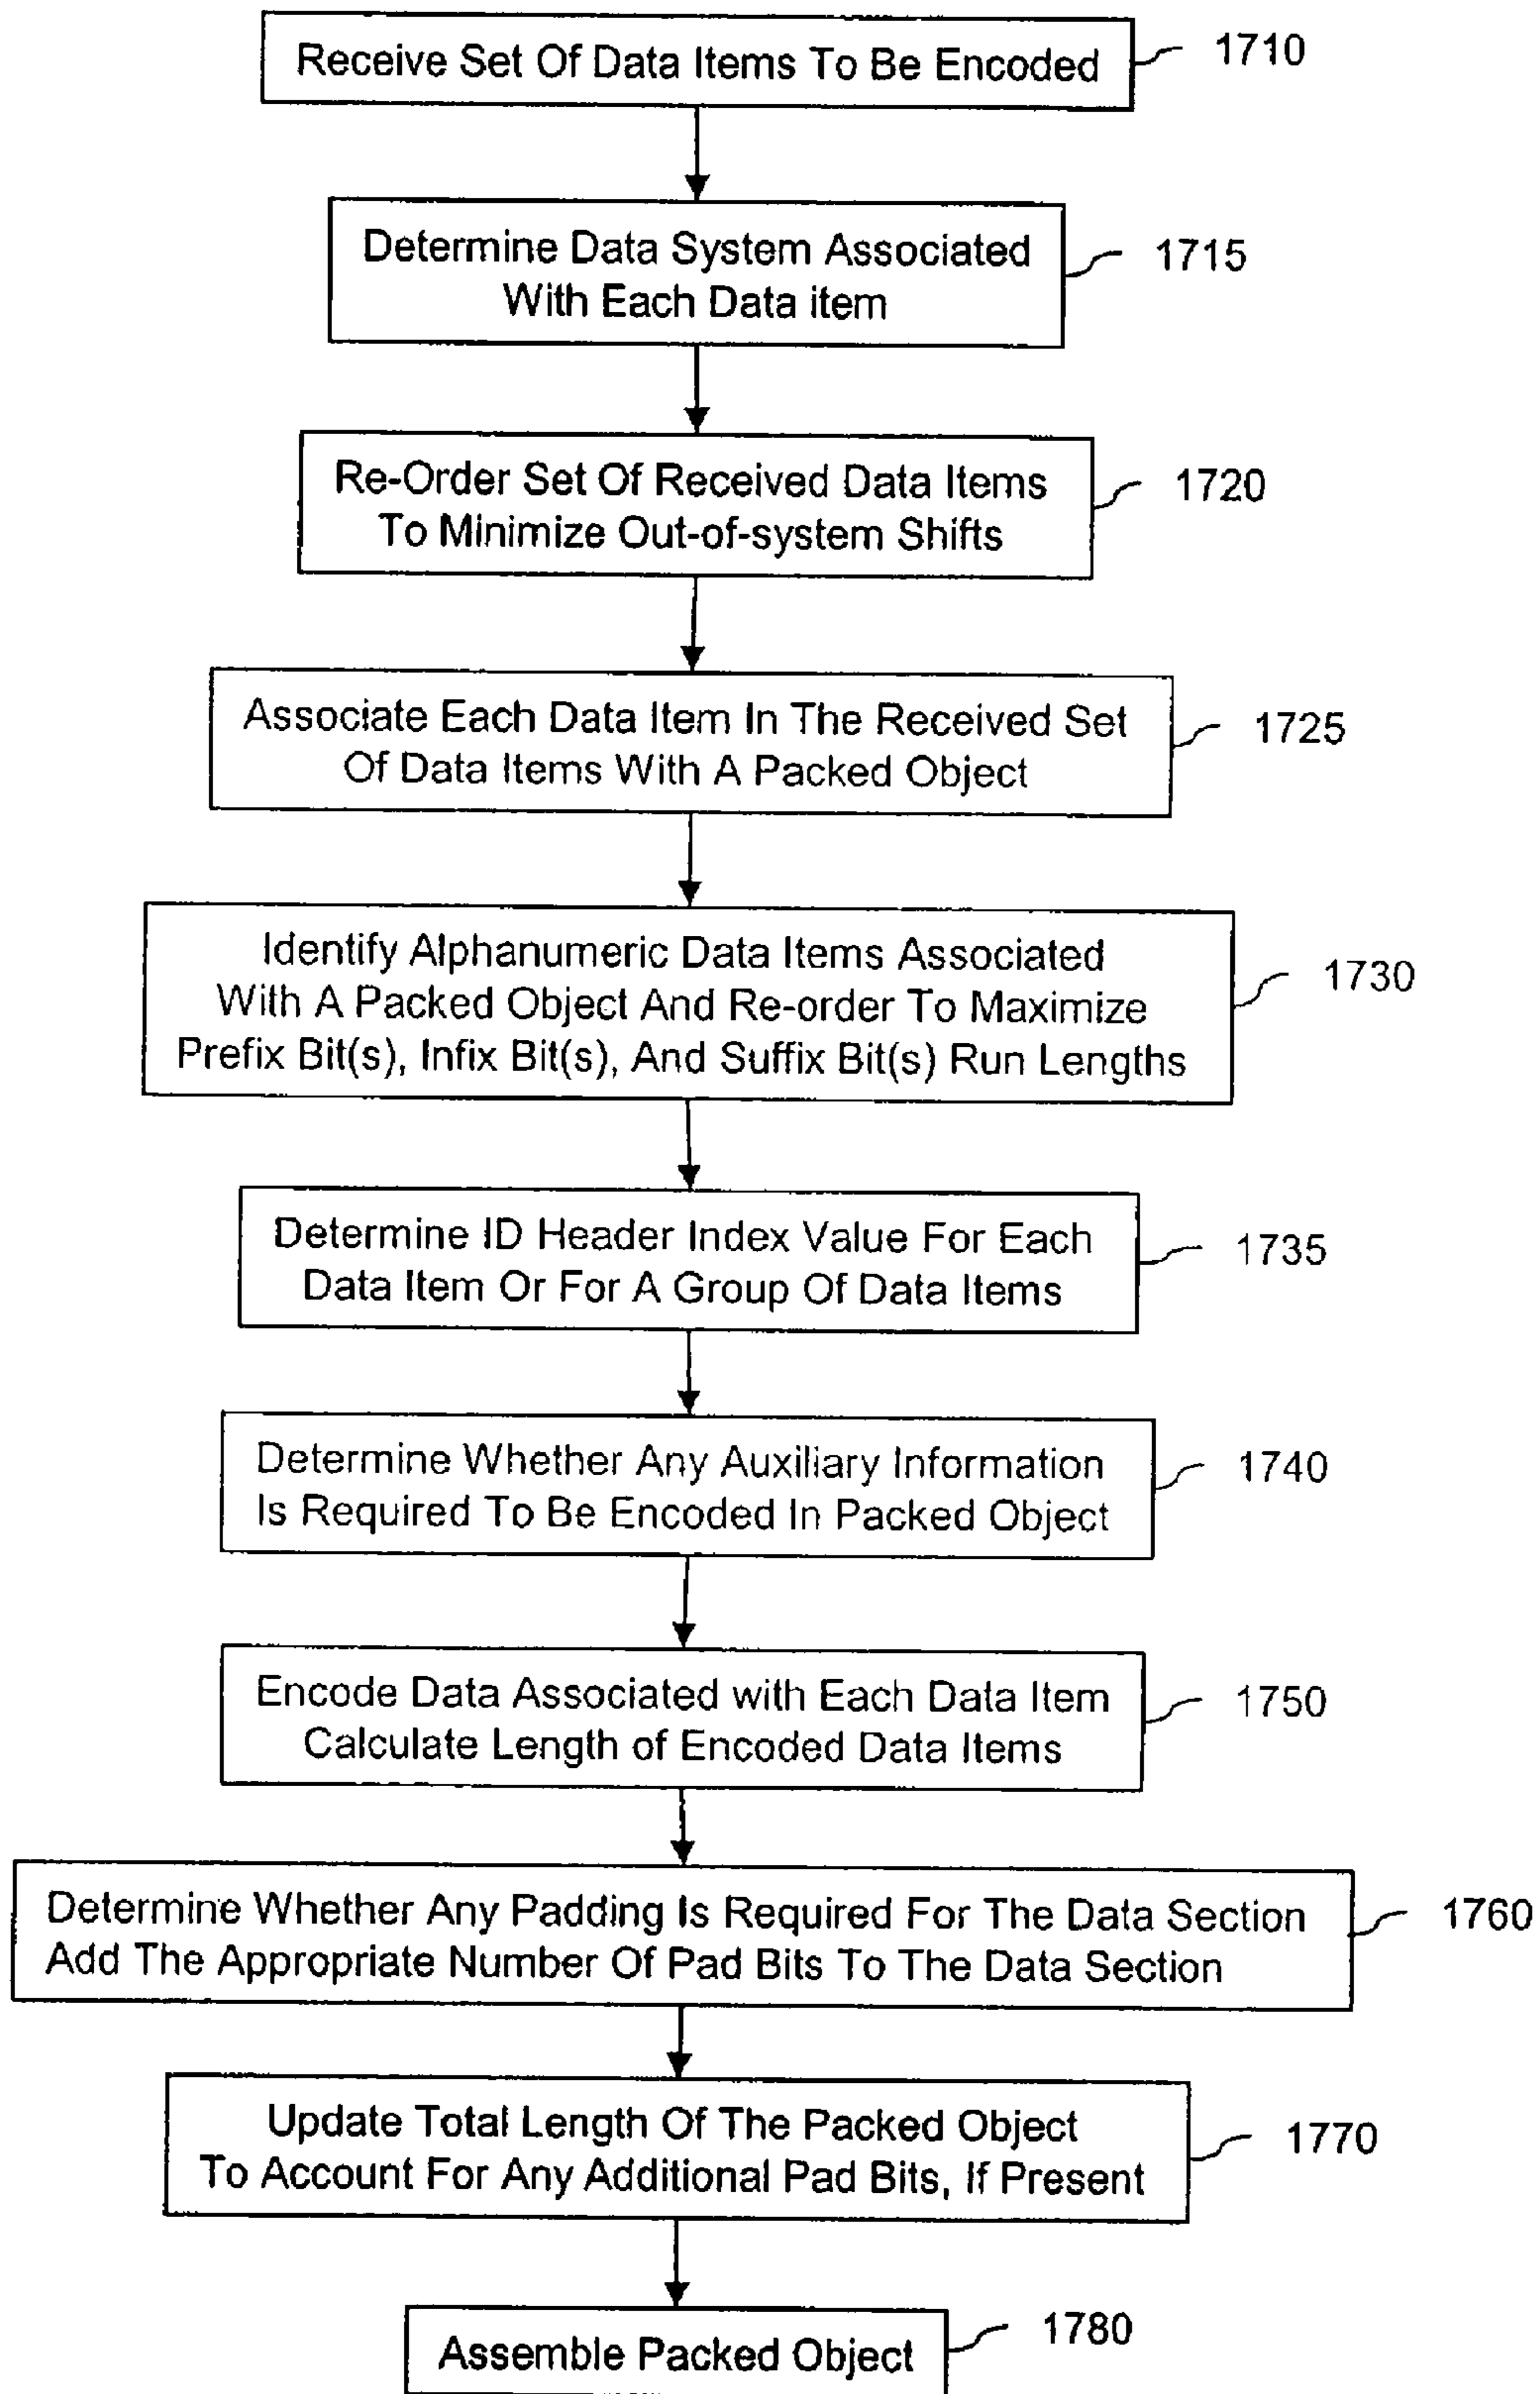 Receive Set Of Data Items To Be Encoded
1710
Determine Data System Associated
With Each Data item
1715
Re-Order Set Of Received Data Items
To Minimize Out-of-system Shifts
1720
Associate Each Data Item In The Received Set
Of Data Items With A Packed Object
1725
Identify Alphanumeric Data Items Associated
With A Packed Object And Re-order To Maximize
Prefix Bit(s), Infix Bit(s), And Suffix Bit(s) Run Lengths
1730
Determine ID Header Index Value For Each
Data Item Or For A Group Of Data Items
1735
Determine Whether Any Auxiliary Information
Is Required To Be Encoded In Packed Object
1740
Encode Data Associated with Each Data Item
Calculate Length of Encoded Data Items
1750
Determine Whether Any Padding Is Required For The Data Section
Add The Appropriate Number Of Pad Bits To The Data Section
1760
Update Total Length Of The Packed Object
To Account For Any Additional Pad Bits, If Present
1770
Assemble Packed Object
1780